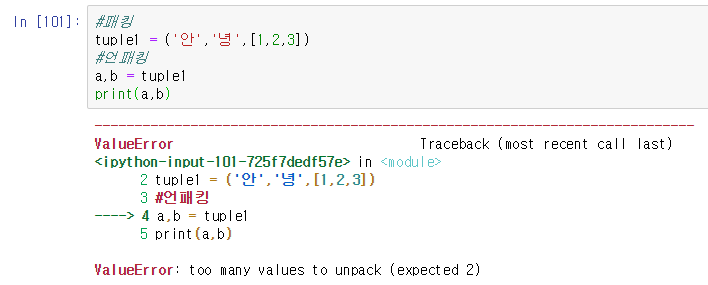 In [101]: #패킹
tuple1 = ('안','녕',[1,2,3])
#언패킹
a,b = tuple1
print(a,b)
---------------------------------------------------------------------------
ValueError Traceback (most recent call last)
<ipython-input-101-725f7dedf57e> in <module>
2 tuple1 = ('안','녕',[1,2,3])
3 #언패킹
----> 4 a,b = tuple1
5 print(a,b)
ValueError: too many values to unpack (expected 2)